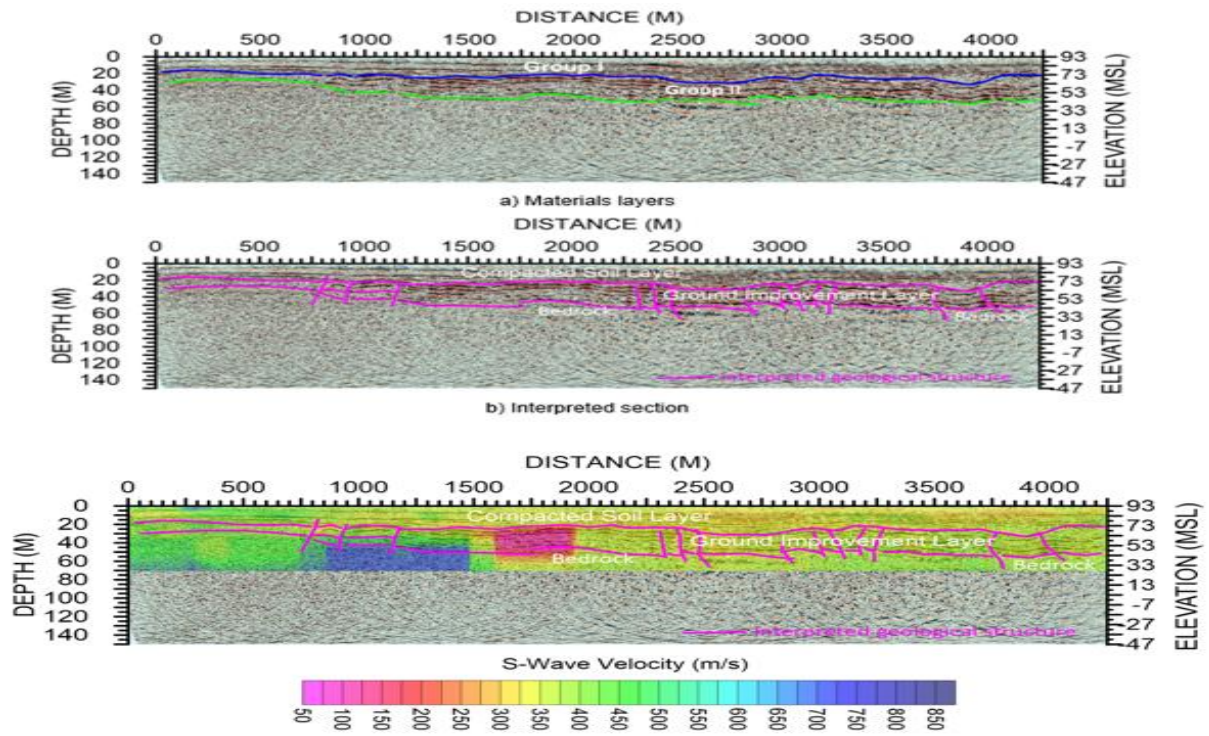 DISTANCE (M)
0 500 1000 1500 2000 2500 3000 3500 4000
DEPTH (M)
0
20
40
60
80
100
120
140
Group I
Group II
93
73
53
33
13
-7
-27
-47
ELEVATION (MSL)
a) Materials layers
DISTANCE (M)
0 500 1000 1500 2000 2500 3000 3500 4000
DEPTH (M)
0
20
40
60
80
100
120
140
Compacted Soil Layer
Ground Improvement Layer
Bedrock Bedrock
interpreted geological structure
93
73
53
33
13
-7
-27
-47
ELEVATION (MSL)
b) Interpreted section
DISTANCE (M)
0 500 1000 1500 2000 2500 3000 3500 4000
DEPTH (M)
0
20
40
60
80
100
120
140
Compacted Soil Layer
Ground Improvement Layer
Bedrock Bedrock
interpreted geological structure
93
73
53
33
13
-7
-27
-47
ELEVATION (MSL)
S-Wave Velocity (m/s)
50 100 150 200 250 300 350 400 450 500 550 600 650 700 750 800 850